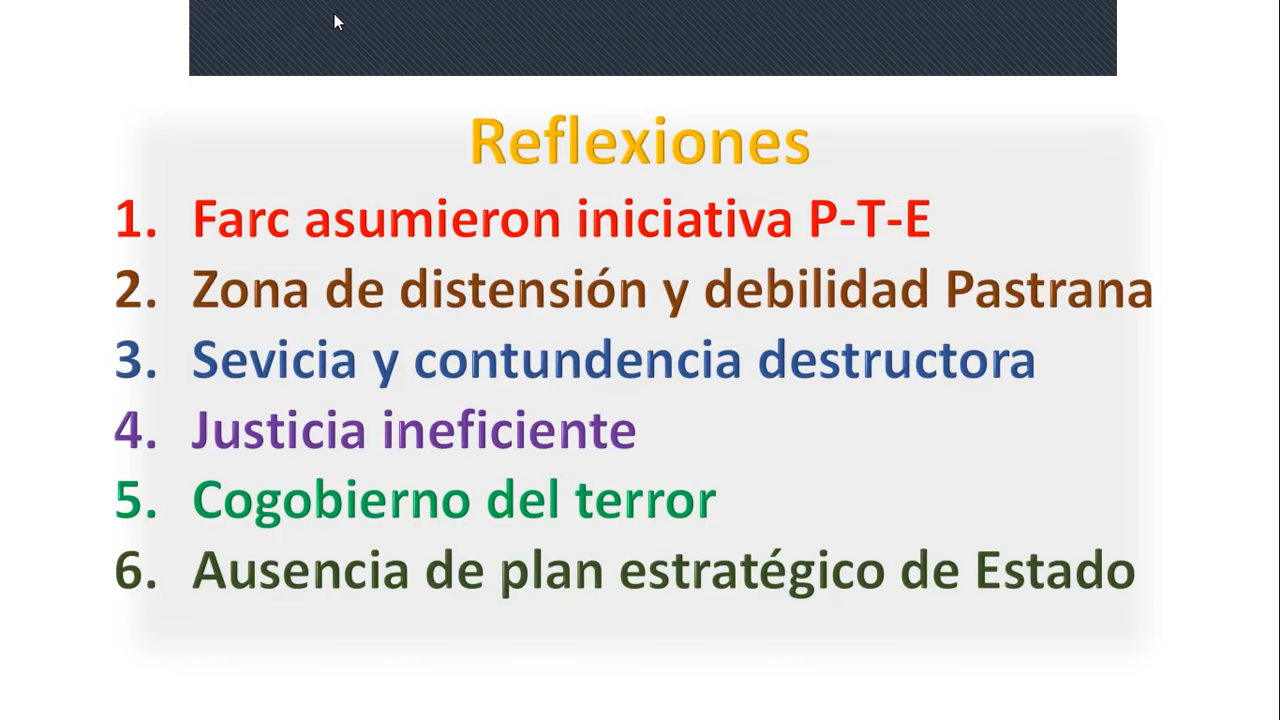 Reflexiones
1. Farc asumieron iniciativa P-T-E
2. Zona de distensión y debilidad Pastrana
3. Sevicia y contundencia destructora
4. Justicia ineficiente
5. Cogobierno del terror
6. Ausencia de plan estratégico de Estado